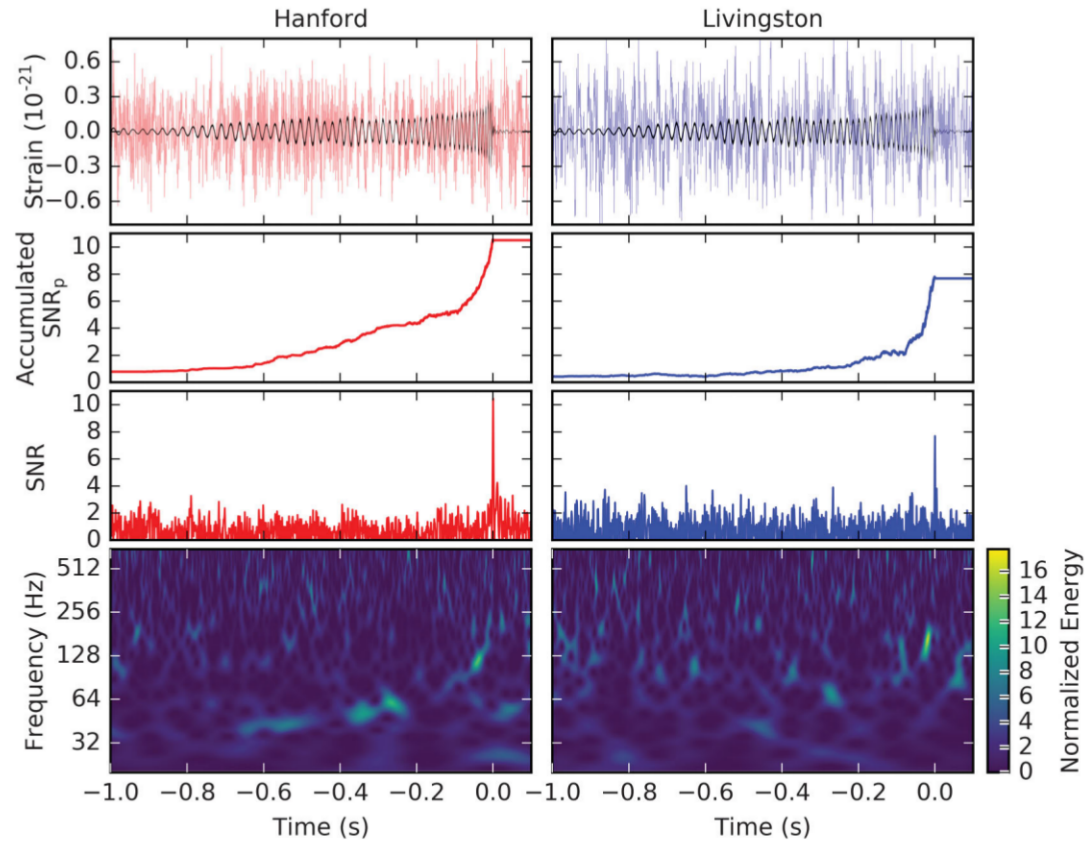 Hanford
Livingston
Strain (10⁻²¹)
0.6
0.3
0.0
−0.3
−0.6
Accumulated
SNRₚ
10
8
6
4
2
0
SNR
10
8
6
4
2
0
Frequency (Hz)
512
256
128
64
32
−1.0 −0.8 −0.6 −0.4 −0.2 0.0
Time (s)
−1.0 −0.8 −0.6 −0.4 −0.2 0.0
Time (s)
16
14
12
10
8
6
4
2
0
Normalized Energy